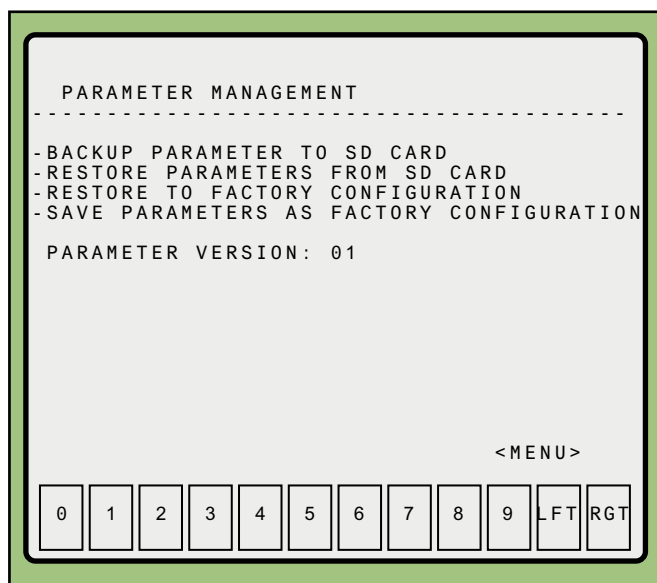 PARAMETER MANAGEMENT
----------------------------------------
-BACKUP PARAMETER TO SD CARD
-RESTORE PARAMETERS FROM SD CARD
-RESTORE TO FACTORY CONFIGURATION
-SAVE PARAMETERS AS FACTORY CONFIGURATION
PARAMETER VERSION: 01
<MENU>
0 1 2 3 4 5 6 7 8 9 LFT RGT